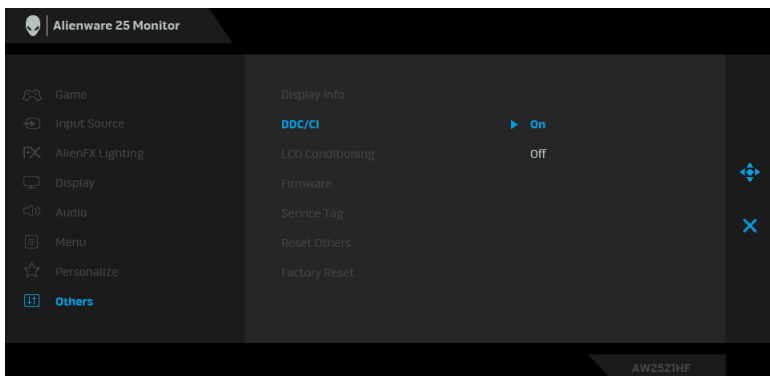 Alienware 25 Monitor
Game
Input Source
FX AlienFX Lighting
Display
Audio
Menu
Personalize
Others
Display Info
DDC/CI On
LCD Conditioning Off
Firmware
Service Tag
Reset Others
Factory Reset
AW2521HF